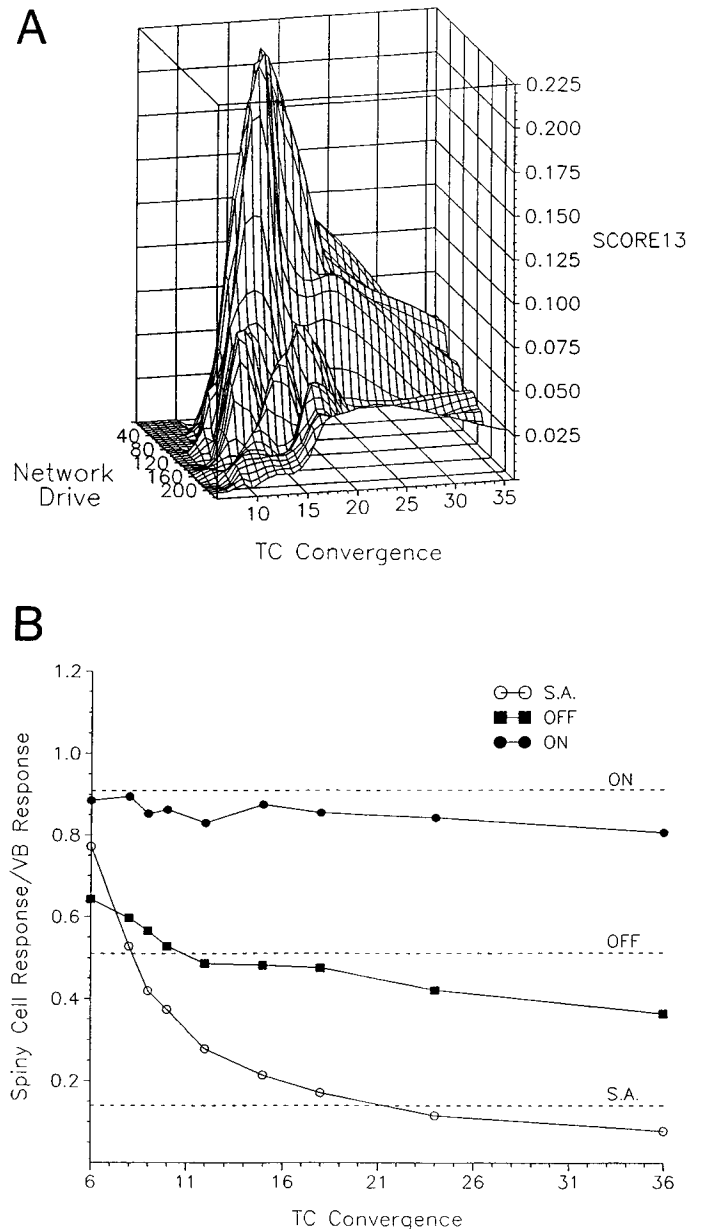 A
0.225
0.200
0.175
0.150
SCORE13
0.125
0.100
0.075
0.050
0.025
40
80
120
160
200
Network
Drive
10 15 20 25 30 35
TC Convergence
B
1.2
1.0
0.8
0.6
0.4
0.2
Spiny Cell Response/VB Response
S.A.
OFF
ON
ON
OFF
S.A.
6 11 16 21 26 31 36
TC Convergence